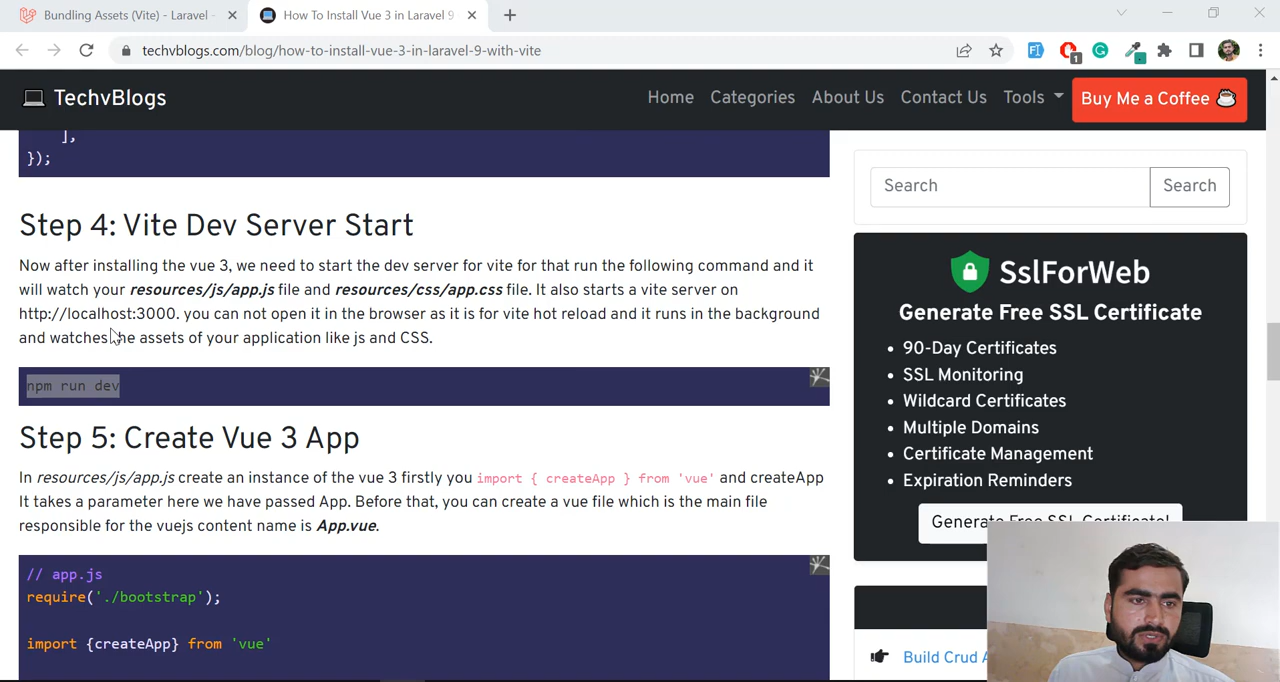 Bundling Assets (Vite) - Laravel -
How To Install Vue 3 in Laravel 9
techvblogs.com/blog/how-to-install-vue-3-in-laravel-9-with-vite
1
TechvBlogs
Home
Categories
About Us
Contact Us
Tools
Buy Me a Coffee
],
});
Step 4: Vite Dev Server Start
Now after installing the vue 3, we need to start the dev server for vite for that run the following command and it
will watch your resources/js/app.js file and resources/css/app.css file. It also starts a vite server on
http://localhost:3000. you can not open it in the browser as it is for vite hot reload and it runs in the background
and watches the assets of your application like js and CSS.
npm run dev
Step 5: Create Vue 3 App
In resources/js/app.js create an instance of the vue 3 firstly you import { createApp } from 'vue' and createApp
It takes a parameter here we have passed App. Before that, you can create a vue file which is the main file
responsible for the vuejs content name is App.vue.
// app.js
require('./bootstrap');
import {createApp} from 'vue'
Search
Search
SslForWeb
Generate Free SSL Certificate
90-Day Certificates
SSL Monitoring
Wildcard Certificates
Multiple Domains
Certificate Management
Expiration Reminders
Generate Free SSL Certificate!
Build Crud A